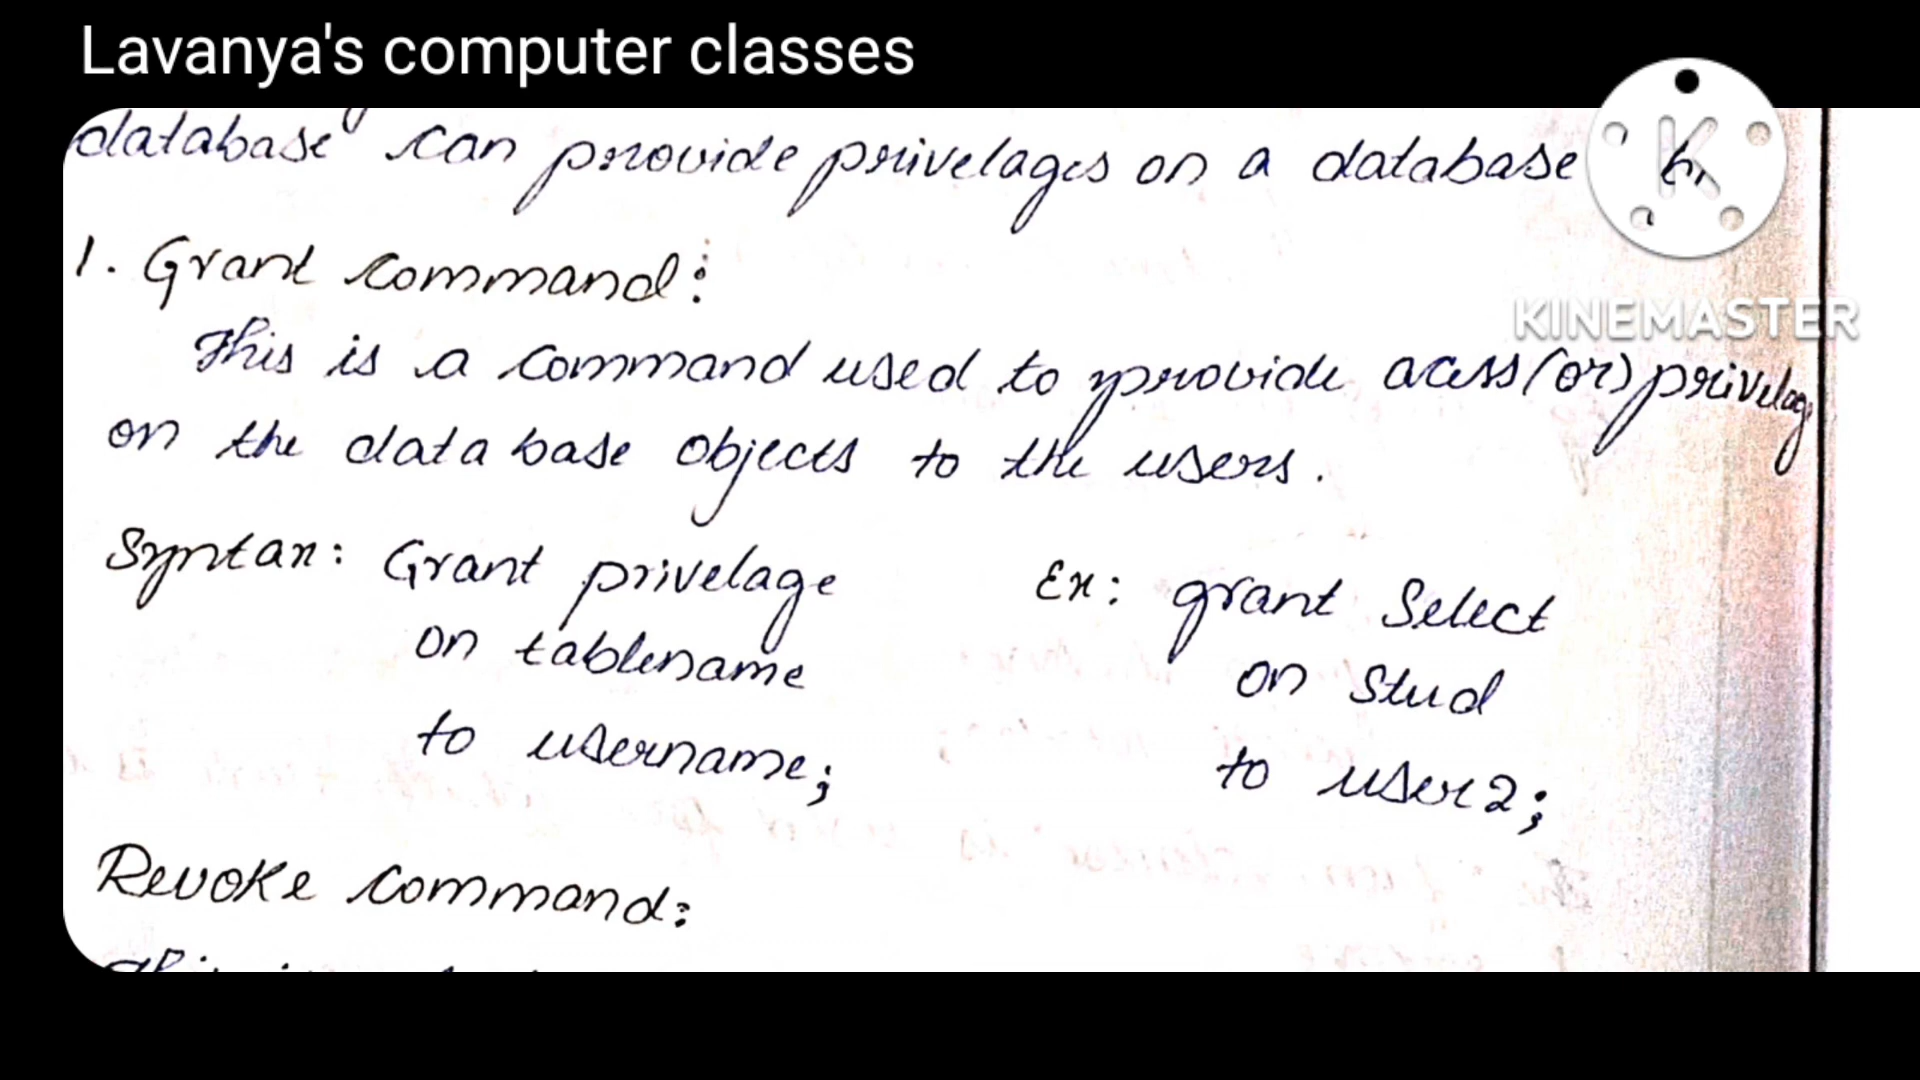 Lavanya's computer classes
database can provide privelages on a database
1. Grant command:
This is a command used to provide acess (or) privelag
on the data base objects to the users.
Syntax: Grant privelage
on tablename
to username;
Ex: grant Select
on Stud
to user2;
Revoke command:
KINEMASTER